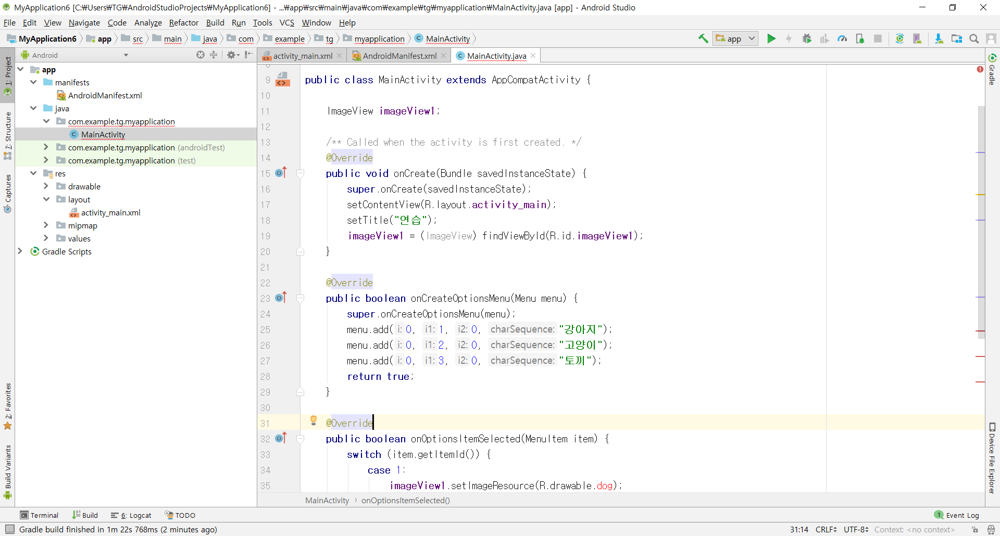 MyApplication6 [C:₩Users₩TG₩AndroidStudioProjects₩MyApplication6] - ...₩app₩src₩main₩java₩com₩example₩tg₩myapplication₩MainActivity.java [app] - Android Studio
File Edit View Navigate Code Analyze Refactor Build Run Tools VCS Window Help
MyApplication6 app src main java com example tg myapplication MainActivity app
Android
activity_main.xml AndroidManifest.xml MainActivity.java
1: Project
7: Structure
Captures
2: Favorites
Build Variants
app
manifests
AndroidManifest.xml
java
com.example.tg.myapplication
MainActivity
com.example.tg.myapplication (androidTest)
com.example.tg.myapplication (test)
res
drawable
layout
activity_main.xml
mipmap
values
Gradle Scripts
8
9 public class MainActivity extends AppCompatActivity {
10
11 ImageView imageView1;
12
13 /** Called when the activity is first created. */
14 @Override
15 public void onCreate(Bundle savedInstanceState) {
16 super.onCreate(savedInstanceState);
17 setContentView(R.layout.activity_main);
18 setTitle("연습");
19 imageView1 = (ImageView) findViewById(R.id.imageView1);
20 }
21
22 @Override
23 public boolean onCreateOptionsMenu(Menu menu) {
24 super.onCreateOptionsMenu(menu);
25 menu.add( i: 0, i1: 1, i2: 0, charSequence: "강아지");
26 menu.add( i: 0, i1: 2, i2: 0, charSequence: "고양이");
27 menu.add( i: 0, i1: 3, i2: 0, charSequence: "토끼");
28 return true;
29 }
30
31 @Override
32 public boolean onOptionsItemSelected(MenuItem item) {
33 switch (item.getItemId()) {
34 case 1:
35 imageView1.setImageResource(R.drawable.dog);
MainActivity › onOptionsItemSelected()
Gradle
Device File Explorer
Terminal Build 6: Logcat TODO 1 Event Log
Gradle build finished in 1m 22s 768ms (2 minutes ago) 31:14 CRLF UTF-8 Context: <no context>